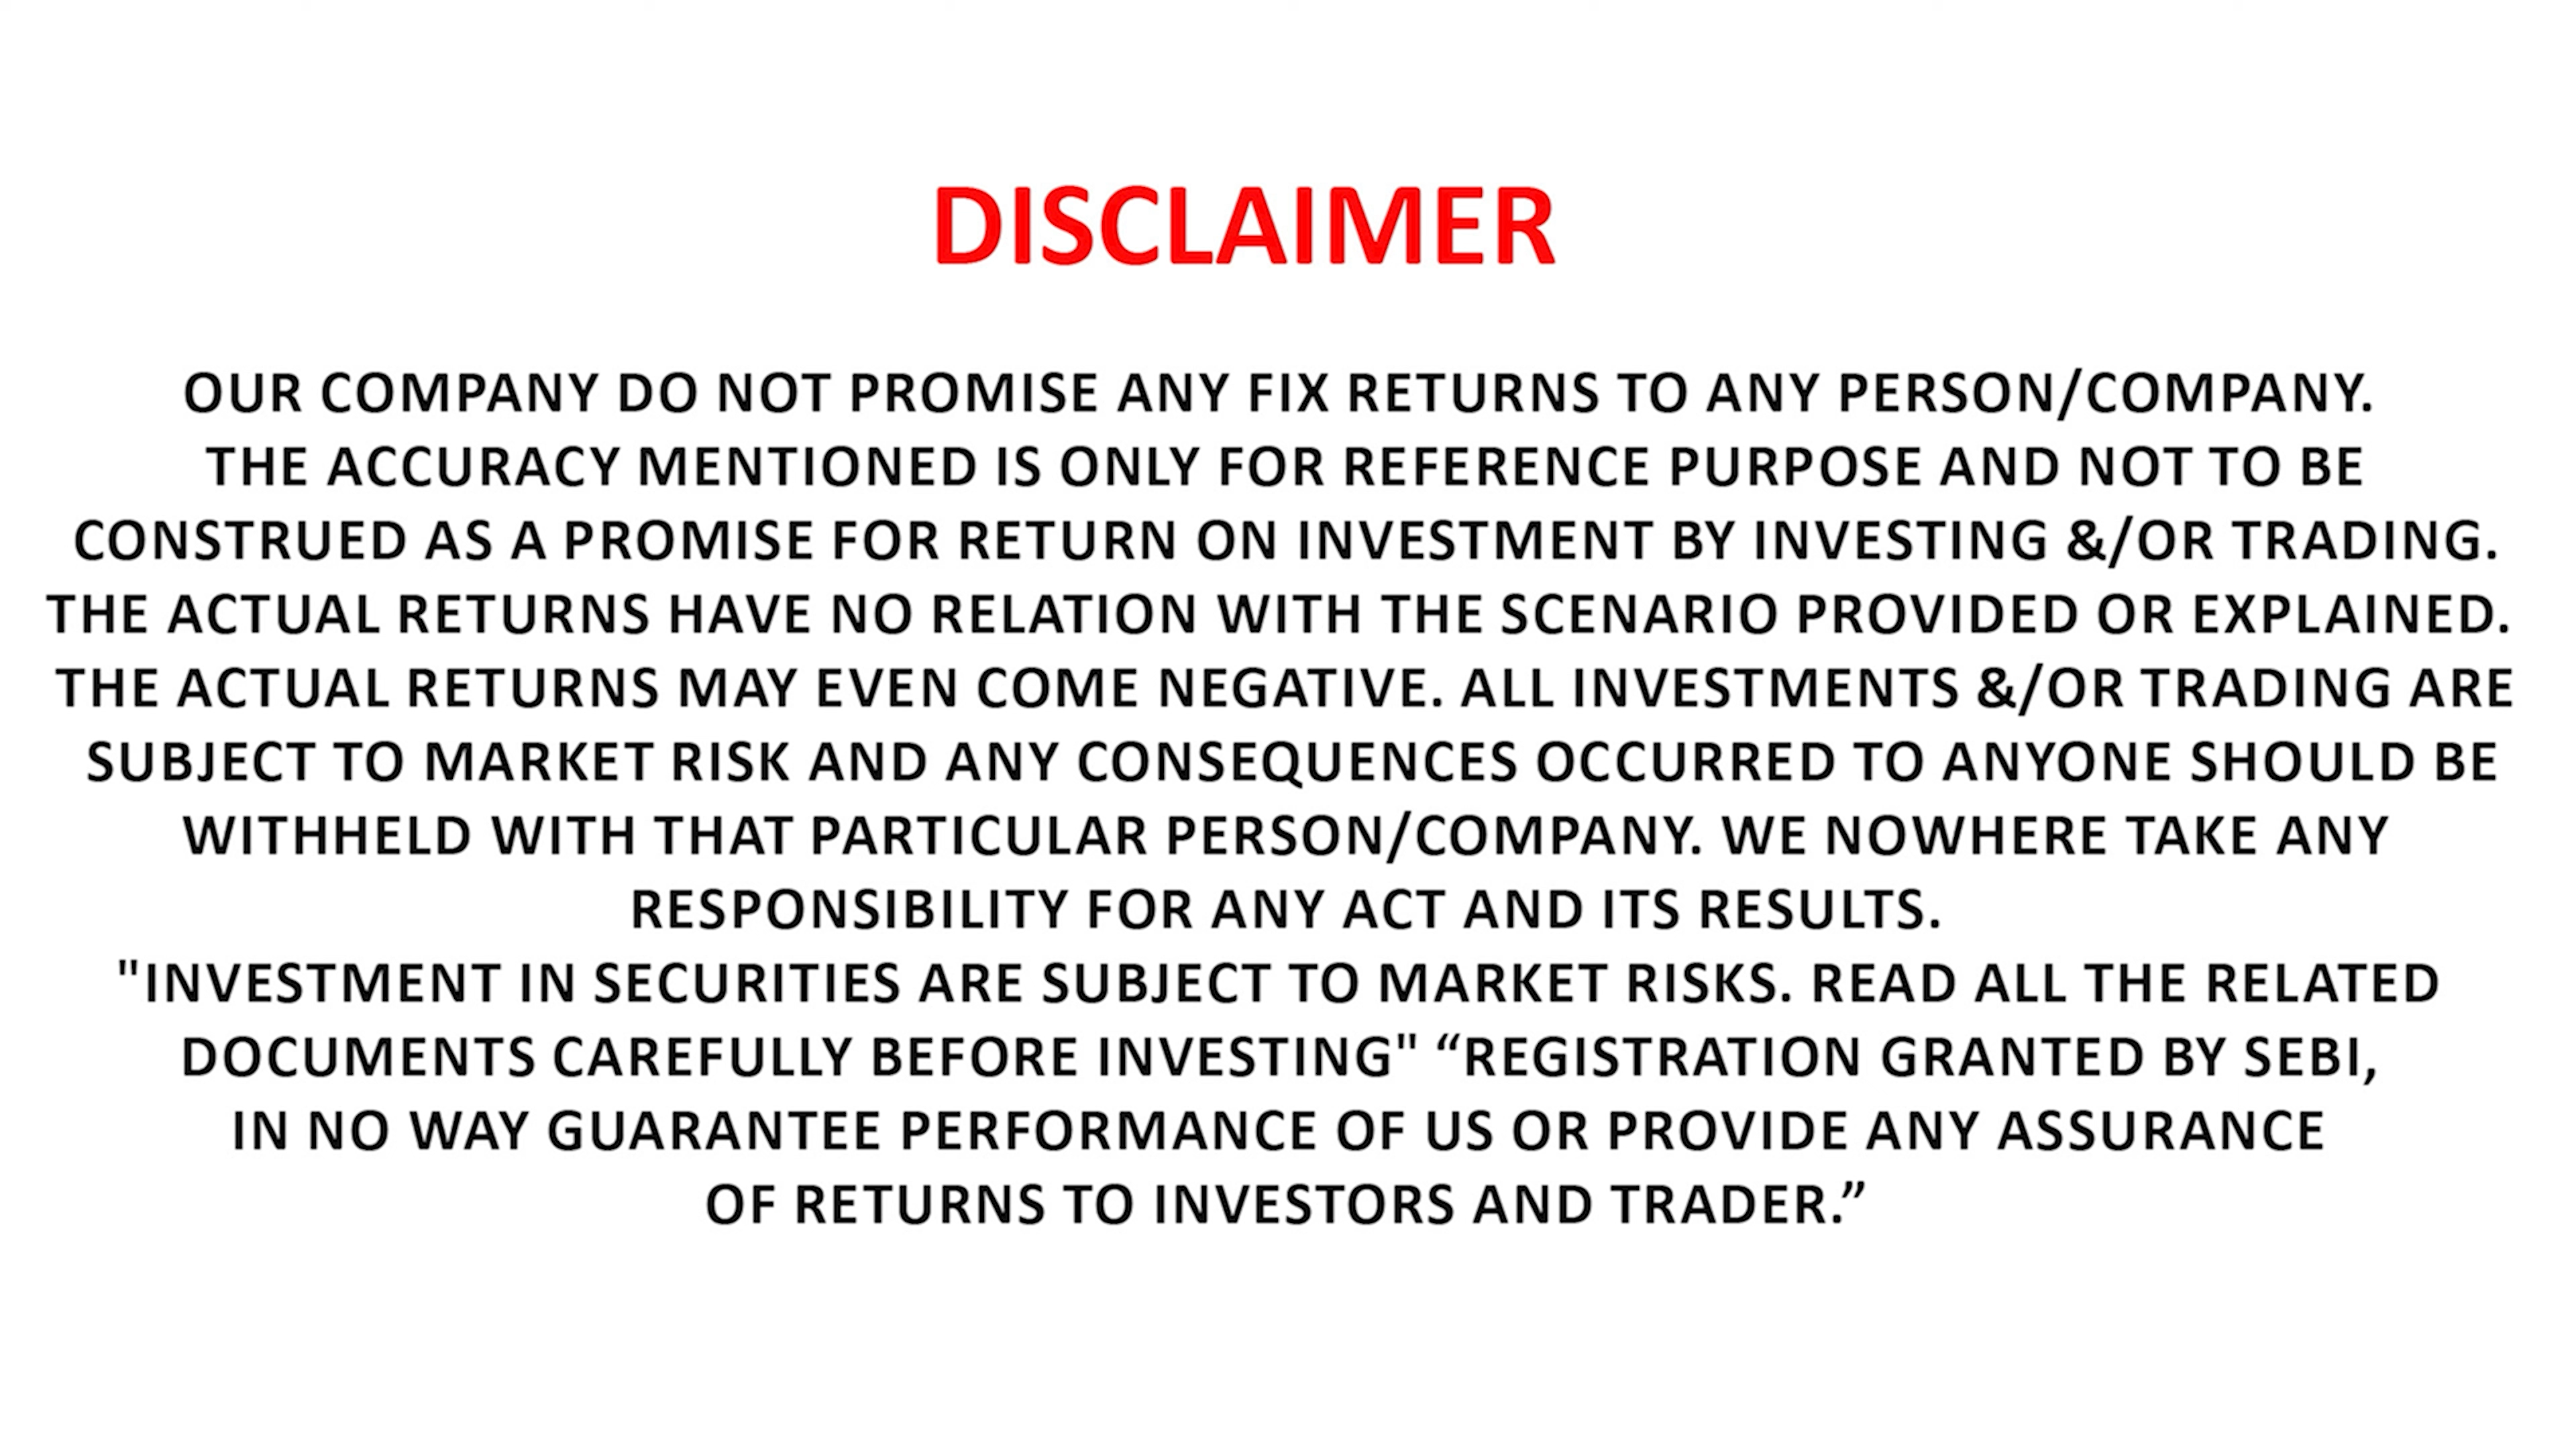 DISCLAIMER
OUR COMPANY DO NOT PROMISE ANY FIX RETURNS TO ANY PERSON/COMPANY.
THE ACCURACY MENTIONED IS ONLY FOR REFERENCE PURPOSE AND NOT TO BE
CONSTRUED AS A PROMISE FOR RETURN ON INVESTMENT BY INVESTING &/OR TRADING.
THE ACTUAL RETURNS HAVE NO RELATION WITH THE SCENARIO PROVIDED OR EXPLAINED.
THE ACTUAL RETURNS MAY EVEN COME NEGATIVE. ALL INVESTMENTS &/OR TRADING ARE
SUBJECT TO MARKET RISK AND ANY CONSEQUENCES OCCURRED TO ANYONE SHOULD BE
WITHHELD WITH THAT PARTICULAR PERSON/COMPANY. WE NOWHERE TAKE ANY
RESPONSIBILITY FOR ANY ACT AND ITS RESULTS.
"INVESTMENT IN SECURITIES ARE SUBJECT TO MARKET RISKS. READ ALL THE RELATED
DOCUMENTS CAREFULLY BEFORE INVESTING" “REGISTRATION GRANTED BY SEBI,
IN NO WAY GUARANTEE PERFORMANCE OF US OR PROVIDE ANY ASSURANCE
OF RETURNS TO INVESTORS AND TRADER.”